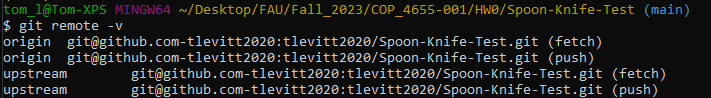 tom_l@Tom-XPS MINGW64 ~/Desktop/FAU/Fall_2023/COP_4655-001/HW0/Spoon-Knife-Test (main)
$ git remote -v
origin  git@github.com-tlevitt2020:tlevitt2020/Spoon-Knife-Test.git (fetch)
origin  git@github.com-tlevitt2020:tlevitt2020/Spoon-Knife-Test.git (push)
upstream        git@github.com-tlevitt2020:tlevitt2020/Spoon-Knife-Test.git (fetch)
upstream        git@github.com-tlevitt2020:tlevitt2020/Spoon-Knife-Test.git (push)